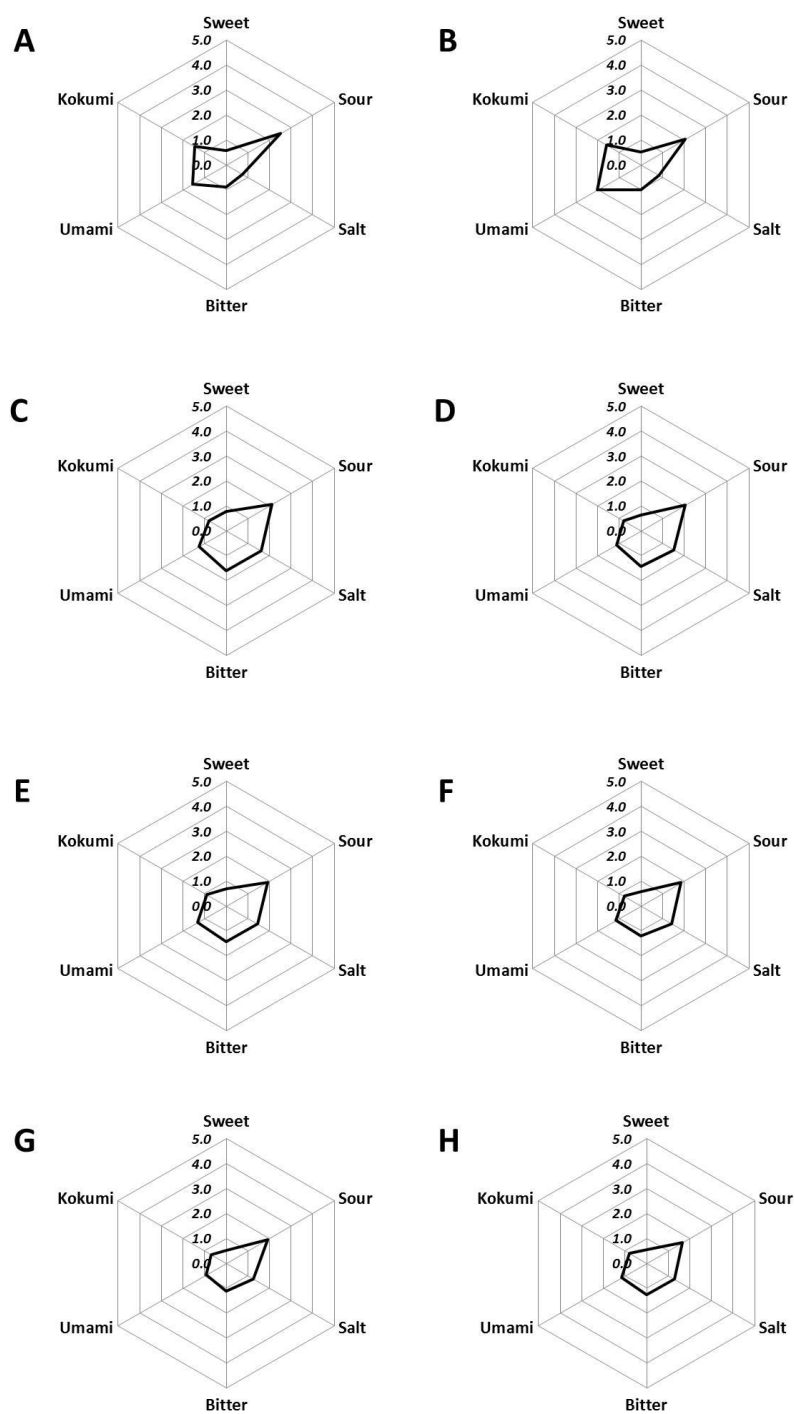 A
Sweet
5.0
4.0
3.0
2.0
1.0
0.0
Kokumi
Sour
Umami
Salt
Bitter
B
Sweet
5.0
4.0
3.0
2.0
1.0
0.0
Kokumi
Sour
Umami
Salt
Bitter
C
Sweet
5.0
4.0
3.0
2.0
1.0
0.0
Kokumi
Sour
Umami
Salt
Bitter
D
Sweet
5.0
4.0
3.0
2.0
1.0
0.0
Kokumi
Sour
Umami
Salt
Bitter
E
Sweet
5.0
4.0
3.0
2.0
1.0
0.0
Kokumi
Sour
Umami
Salt
Bitter
F
Sweet
5.0
4.0
3.0
2.0
1.0
0.0
Kokumi
Sour
Umami
Salt
Bitter
G
Sweet
5.0
4.0
3.0
2.0
1.0
0.0
Kokumi
Sour
Umami
Salt
Bitter
H
Sweet
5.0
4.0
3.0
2.0
1.0
0.0
Kokumi
Sour
Umami
Salt
Bitter